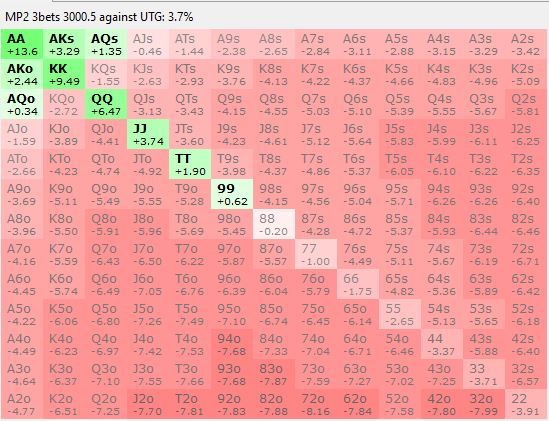 MP2 3bets 3000.5 against UTG: 3.7%
AA AKs AQs AJs ATs A9s A8s A7s A6s A5s A4s A3s A2s
+13.6 +3.29 +1.35 -0.46 -1.44 -2.38 -2.65 -2.84 -3.11 -2.88 -3.15 -3.29 -3.42
AKo KK KQs KJs KTs K9s K8s K7s K6s K5s K4s K3s K2s
+2.44 +9.49 -1.55 -2.63 -2.93 -3.76 -4.13 -4.22 -4.37 -4.66 -4.83 -4.96 -5.09
AQo KQo QQ QJs QTs Q9s Q8s Q7s Q6s Q5s Q4s Q3s Q2s
+0.34 -2.72 +6.47 -3.13 -3.43 -4.15 -4.55 -5.03 -5.10 -5.39 -5.55 -5.67 -5.81
AJo KJo QJo JJ JTs J9s J8s J7s J6s J5s J4s J3s J2s
-1.59 -3.89 -4.41 +3.74 -3.60 -4.23 -4.61 -5.12 -5.64 -5.83 -5.99 -6.11 -6.25
ATo KTo QTo JTo TT T9s T8s T7s T6s T5s T4s T3s T2s
-2.66 -4.23 -4.74 -4.92 +1.90 -3.98 -4.37 -4.86 -5.37 -6.05 -6.10 -6.22 -6.35
A9o K9o Q9o J9o T9o 99 98s 97s 96s 95s 94s 93s 92s
-3.69 -5.11 -5.49 -5.55 -5.28 +0.62 -4.15 -4.56 -5.04 -5.71 -6.26 -6.26 -6.40
A8o K8o Q8o J8o T8o 98o 88 87s 86s 85s 84s 83s 82s
-3.96 -5.50 -5.91 -5.96 -5.69 -5.45 -0.20 -4.28 -4.72 -5.37 -5.93 -6.44 -6.46
A7o K7o Q7o J7o T7o 97o 87o 77 76s 75s 74s 73s 72s
-4.16 -5.59 -6.43 -6.50 -6.22 -5.87 -5.57 -1.00 -4.49 -5.11 -5.67 -6.19 -6.71
A6o K6o Q6o J6o T6o 96o 86o 76o 66 65s 64s 63s 62s
-4.45 -5.74 -6.49 -7.05 -6.76 -6.39 -6.04 -5.79 -1.75 -4.82 -5.36 -5.89 -6.42
A5o K5o Q5o J5o T5o 95o 85o 75o 65o 55 54s 53s 52s
-4.22 -6.06 -6.80 -7.26 -7.49 -7.10 -6.74 -6.45 -6.14 -2.65 -5.13 -5.65 -6.18
A4o K4o Q4o J4o T4o 94o 84o 74o 64o 54o 44 43s 42s
-4.49 -6.23 -6.97 -7.42 -7.53 -7.68 -7.33 -7.04 -6.71 -6.46 -3.37 -5.88 -6.40
A3o K3o Q3o J3o T3o 93o 83o 73o 63o 53o 43o 33 32s
-4.64 -6.37 -7.10 -7.55 -7.66 -7.68 -7.87 -7.59 -7.27 -7.02 -7.25 -3.71 -6.57
A2o K2o Q2o J2o T2o 92o 82o 72o 62o 52o 42o 32o 22
-4.77 -6.51 -7.25 -7.70 -7.81 -7.83 -7.88 -8.16 -7.84 -7.58 -7.80 -7.99 -3.91